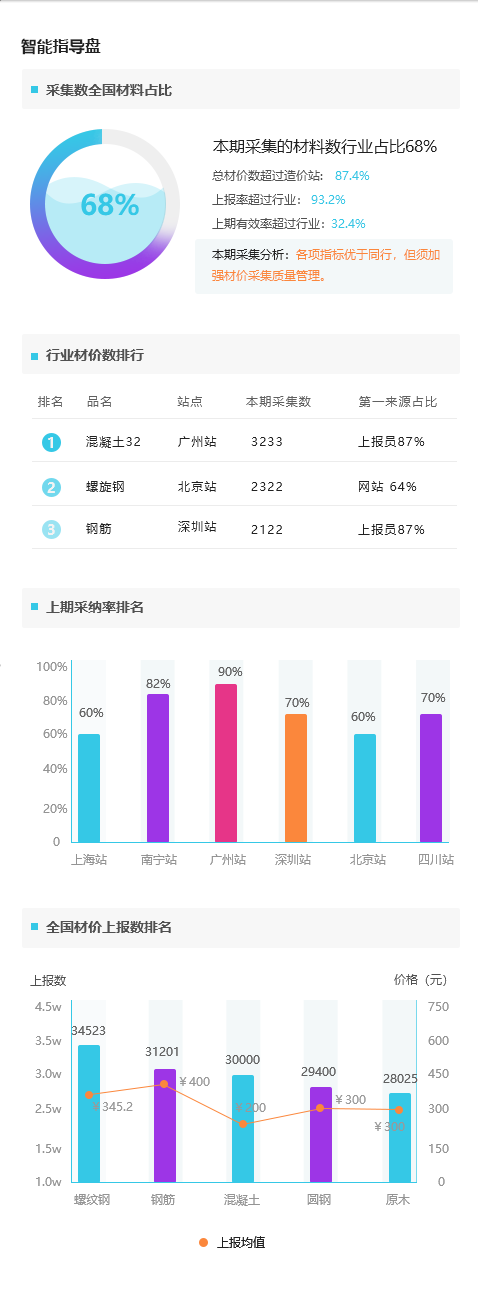 智能指导盘
采集数全国材料占比
68%
本期采集的材料数行业占比68%
总材价数超过造价站: 87.4%
上报率超过行业: 93.2%
上期有效率超过行业: 32.4%
本期采集分析: 各项指标优于同行，但须加
强材价采集质量管理。
行业材价数排行
排名 品名 站点 本期采集数 第一来源占比
1 混凝土32 广州站 3233 上报员87%
2 螺旋钢 北京站 2322 网站 64%
3 钢筋 深圳站 2122 上报员87%
上期采纳率排名
100%
80%
60%
40%
20%
0
60% 82% 90% 70% 60% 70%
上海站 南宁站 广州站 深圳站 北京站 四川站
全国材价上报数排名
上报数 价格（元）
4.5w 750
3.5w 600
3.0w 450
2.5w 300
1.5w 150
1.0w 0
34523 31201 30000 29400 28025
¥345.2 ¥400 ¥300
螺纹钢 钢筋 混凝土 圆钢 原木
上报均值